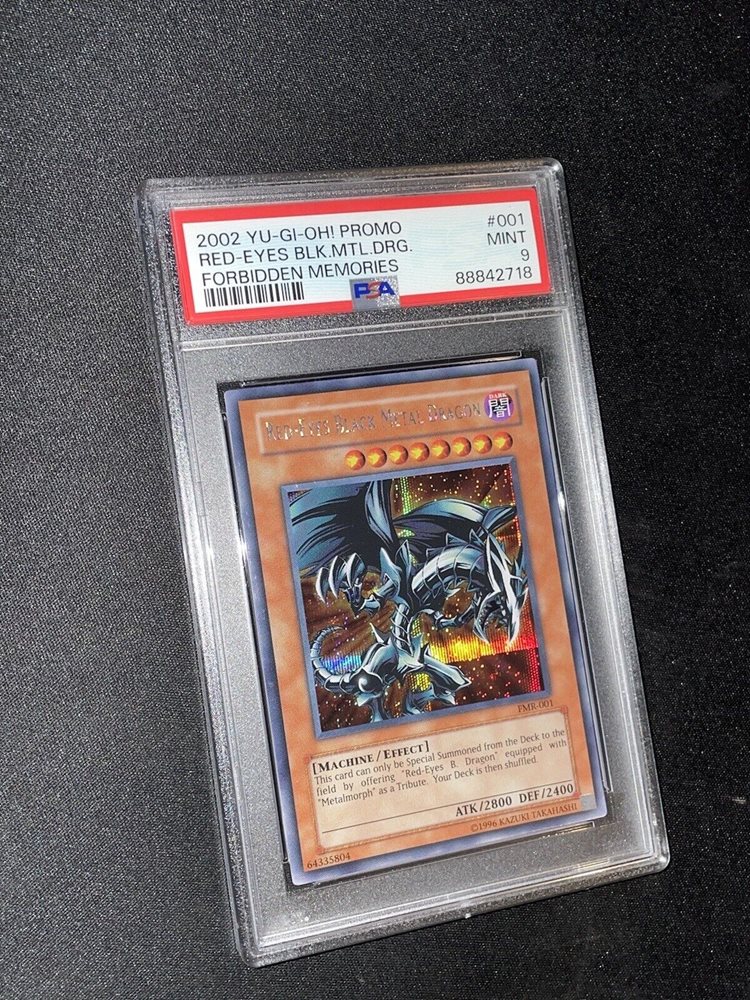 2002 YU-GI-OH! PROMO #001
RED-EYES BLK.MTL.DRG. MINT
FORBIDDEN MEMORIES 9
PSA 88842718
RED-EYES BLACK METAL DRAGON
DARK
闇
FMR-001
[MACHINE/EFFECT]
This card can only be Special Summoned from the Deck to the
field by offering "Red-Eyes B. Dragon" equipped with
"Metalmorph" as a Tribute. Your Deck is then shuffled.
ATK/2800 DEF/2400
64335804 ©1996 KAZUKI TAKAHASHI